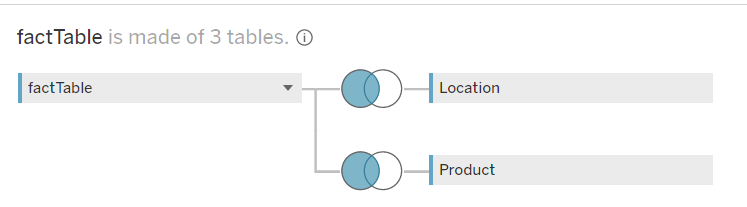 factTable is made of 3 tables.
factTable
Location
Product